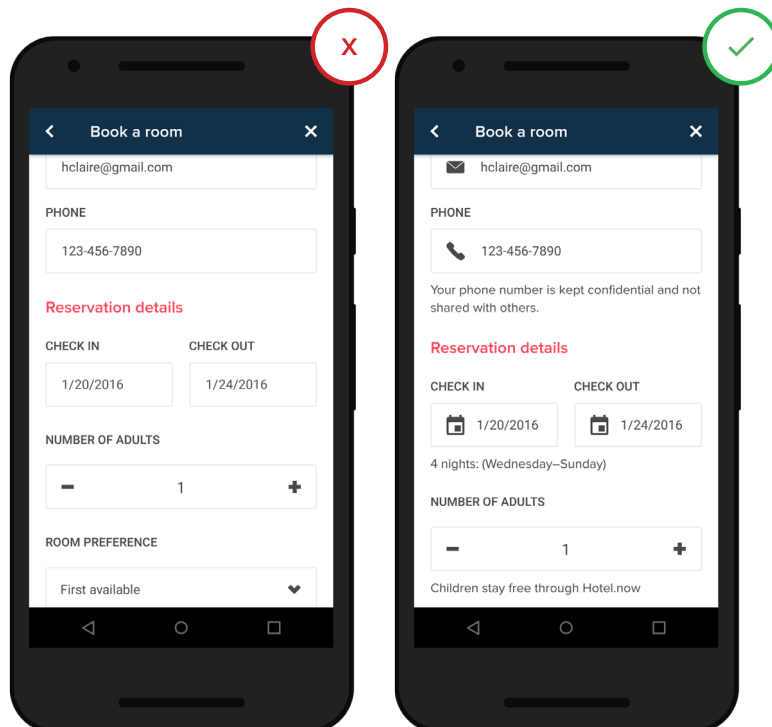 X
Book a room
hclaire@gmail.com
PHONE
123-456-7890
Reservation details
CHECK IN CHECK OUT
1/20/2016 1/24/2016
NUMBER OF ADULTS
1
ROOM PREFERENCE
First available
Book a room
hclaire@gmail.com
PHONE
123-456-7890
Your phone number is kept confidential and not
shared with others.
Reservation details
CHECK IN CHECK OUT
1/20/2016 1/24/2016
4 nights: (Wednesday–Sunday)
NUMBER OF ADULTS
1
Children stay free through Hotel.now